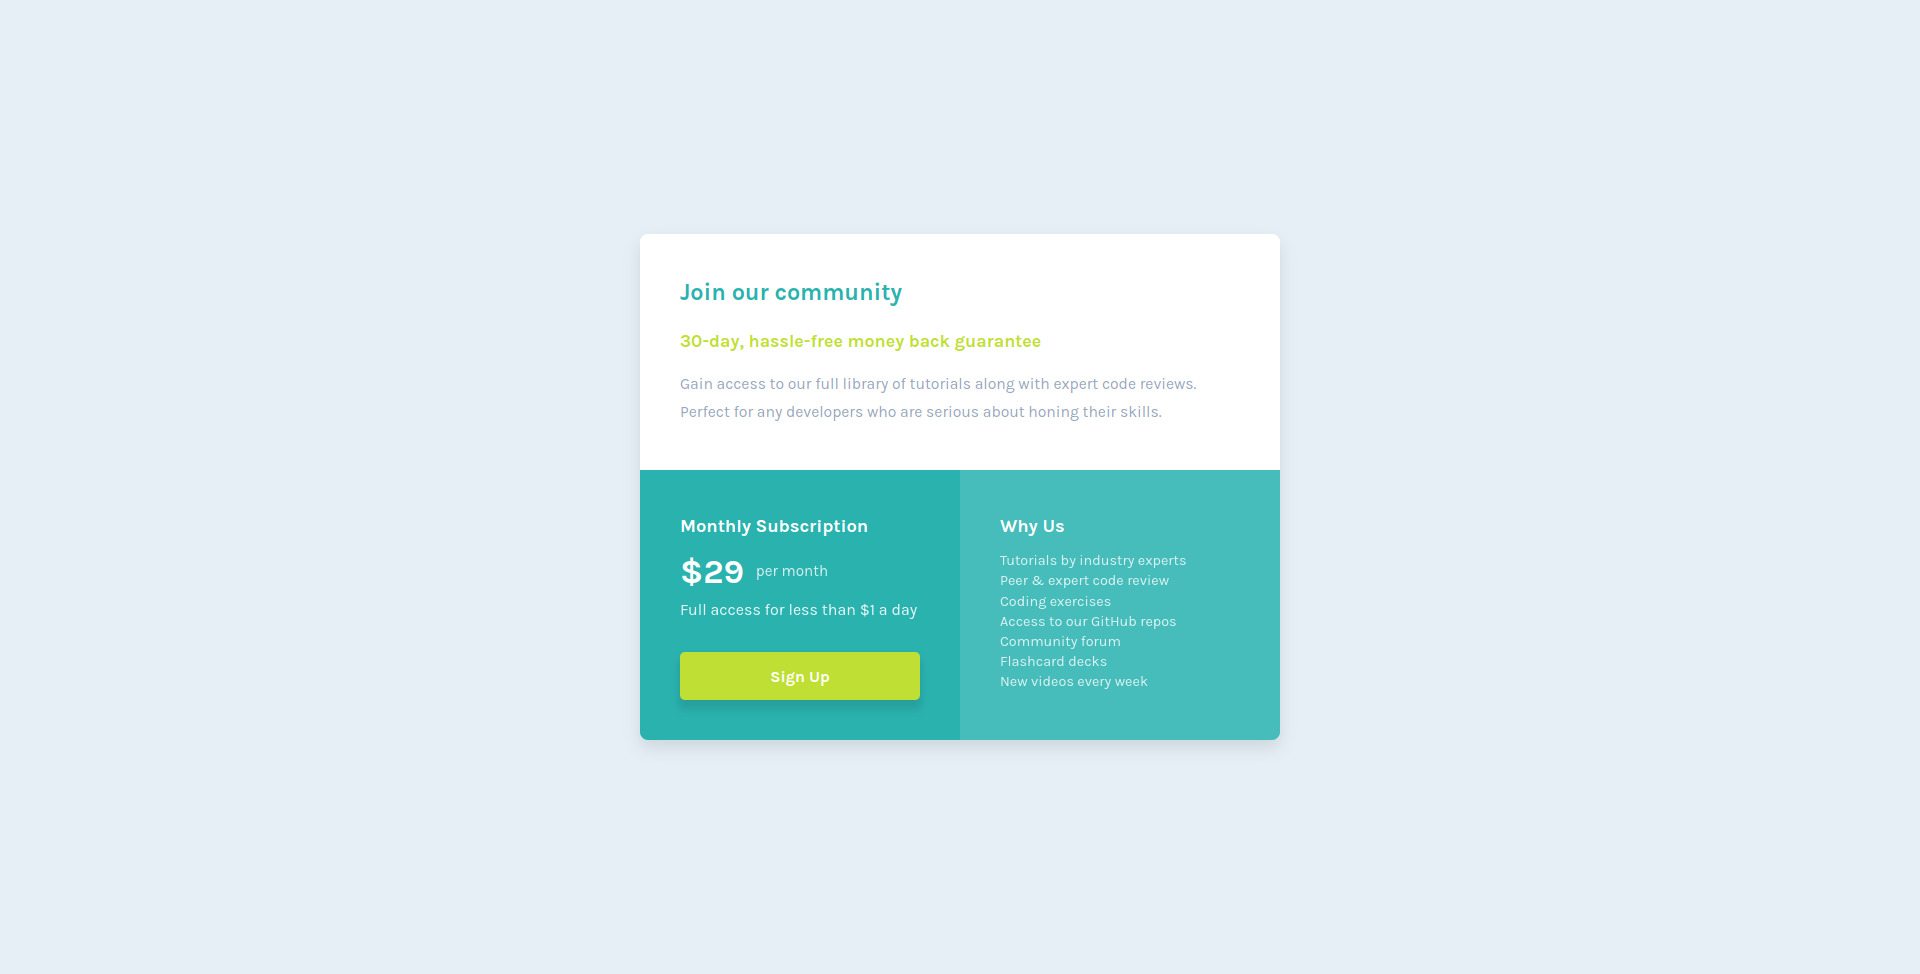 Join our community
30-day, hassle-free money back guarantee
Gain access to our full library of tutorials along with expert code reviews.
Perfect for any developers who are serious about honing their skills.
Monthly Subscription
$29 per month
Full access for less than $1 a day
Sign Up
Why Us
Tutorials by industry experts
Peer & expert code review
Coding exercises
Access to our GitHub repos
Community forum
Flashcard decks
New videos every week